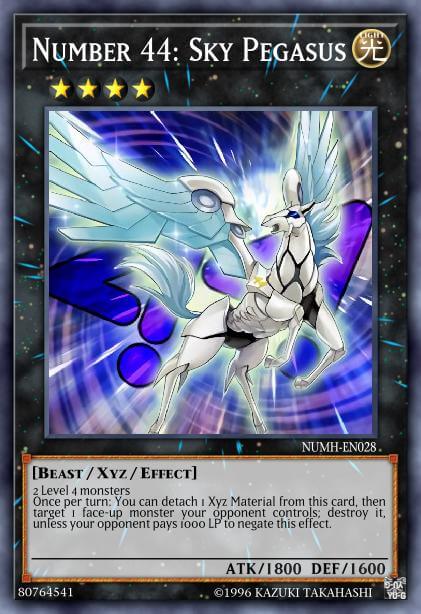 Number 44: Sky Pegasus
LIGHT
光
NUMH-EN028
[Beast / Xyz / Effect]
2 Level 4 monsters
Once per turn: You can detach 1 Xyz Material from this card, then
target 1 face-up monster your opponent controls; destroy it,
unless your opponent pays 1000 LP to negate this effect.
ATK/1800 DEF/1600
80764541
©1996 KAZUKI TAKAHASHI